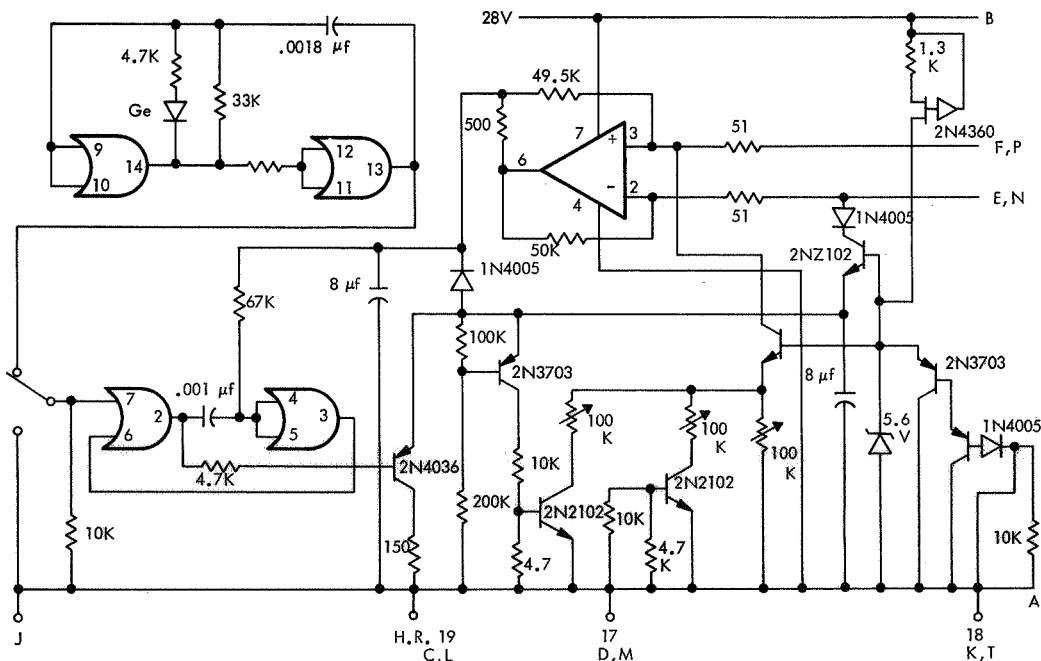 28V
B
.0018 μf
4.7K
Ge
33K
1.3
K
49.5K
500
2N4360
9
10
14
12
11
13
7
3
+
6
2
−
4
51
F,P
51
E,N
50K
1N4005
2NZ102
8 μf
1N4005
67K
100K
2N3703
.001 μf
7
6
2
4
5
3
4.7K
2N4036
100
K
100
K
100
K
8 μf
5.6
V
2N3703
1N4005
10K
200K
2N2102
2N2102
10K
4.7
K
10K
150
4.7
10K
A
J
H.R. 19
C,L
17
D,M
18
K,T